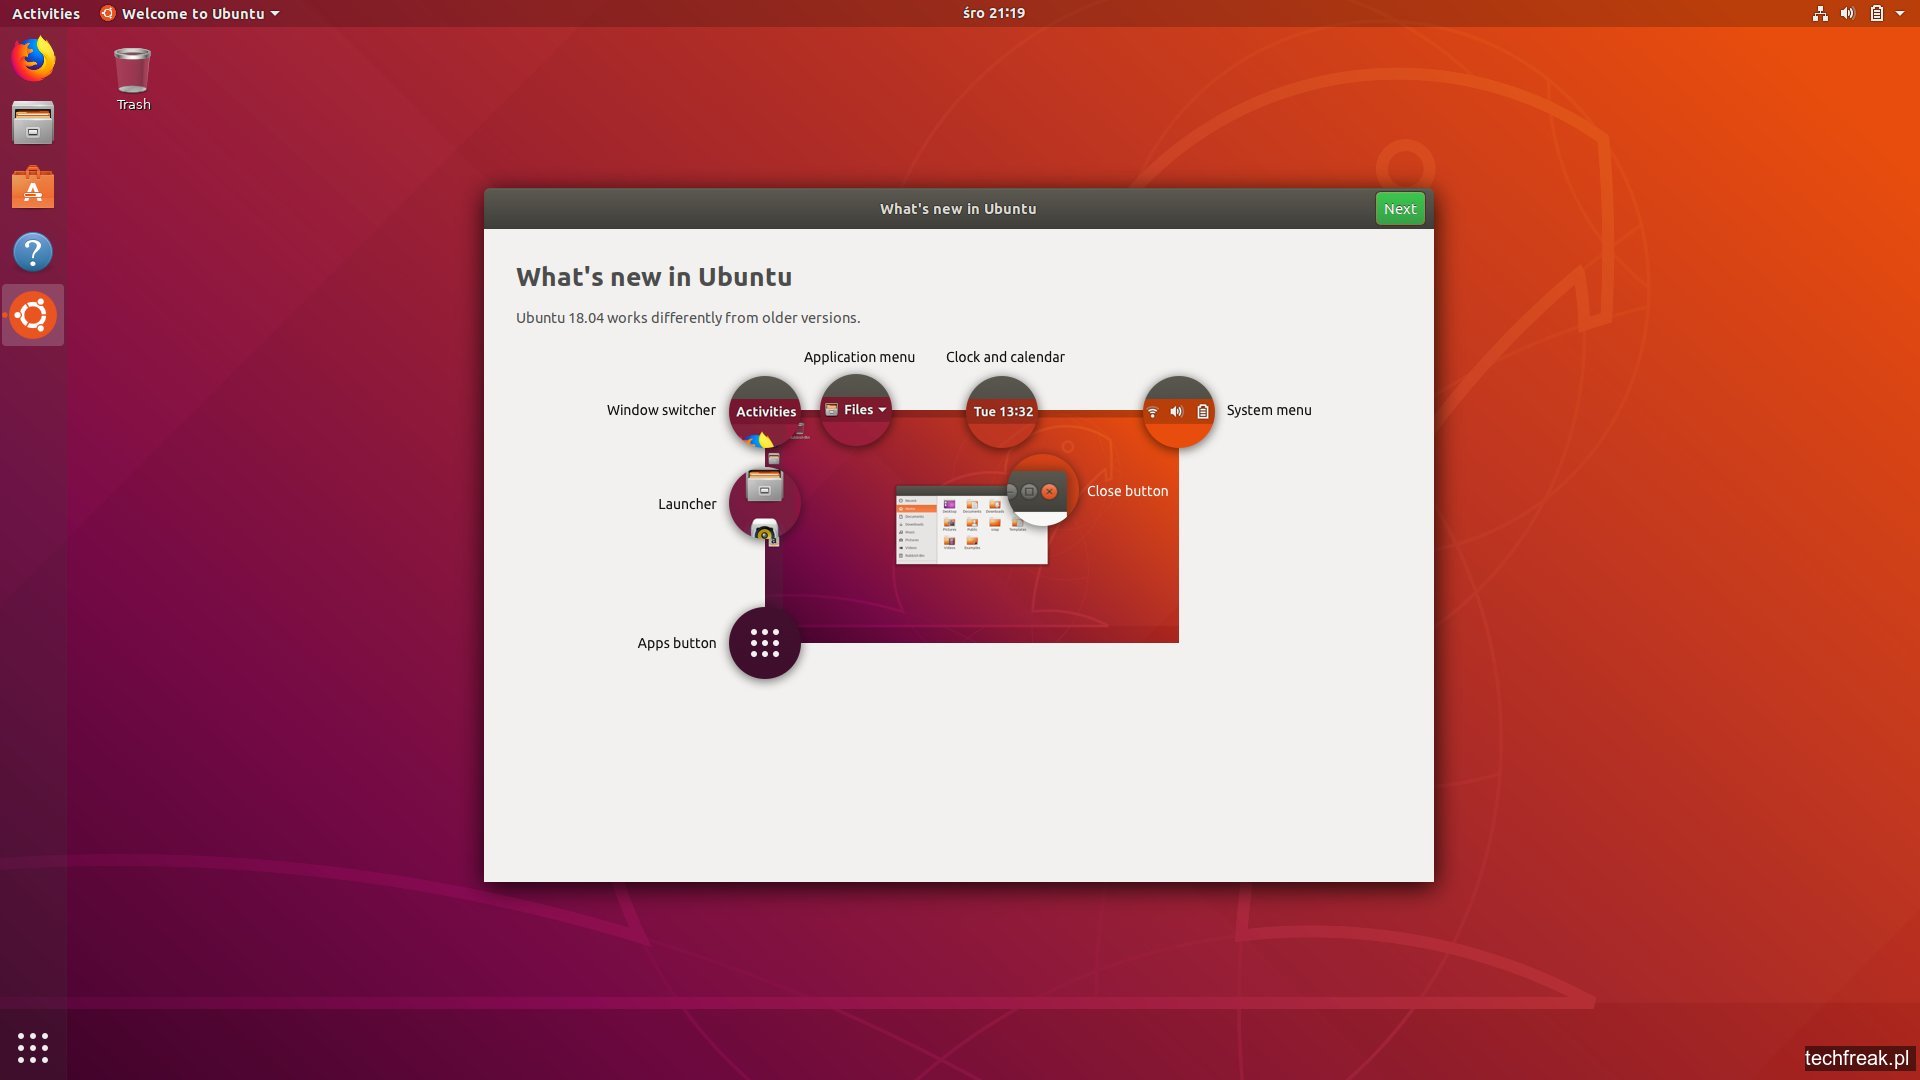 Activities
Welcome to Ubuntu
śro 21:19
Trash
What's new in Ubuntu
Next
What's new in Ubuntu
Ubuntu 18.04 works differently from older versions.
Application menu
Clock and calendar
Window switcher
Activities
Files
Tue 13:32
System menu
Launcher
Close button
Apps button
techfreak.pl